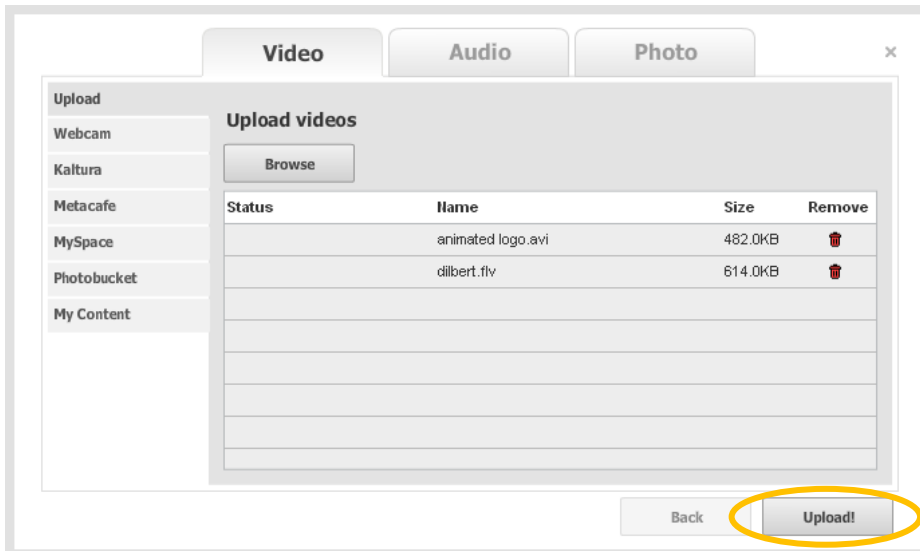 Video Audio Photo ×
Upload
Webcam
Kaltura
Metacafe
MySpace
Photobucket
My Content
Upload videos
Browse
Status Name Size Remove
animated logo.avi 482.0KB
dilbert.flv 614.0KB
Back Upload!